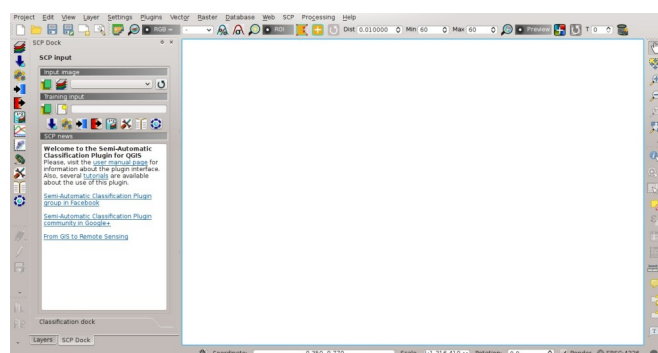 Project Edit View Layer Settings Plugins Vector Raster Database Web SCP Processing Help
RGB = - ROI Dist 0.010000 Min 60 Max 60 Preview T 0
SCP Dock
SCP input
Input image
Training input
SCP news
Welcome to the Semi-Automatic
Classification Plugin for QGIS
Please, visit the user manual page for
information about the plugin interface.
Also, several tutorials are available
about the use of this plugin.
Semi-Automatic Classification Plugin
group in Facebook
Semi-Automatic Classification Plugin
community in Google+
From GIS to Remote Sensing
Classification dock
Layers SCP Dock
Coordinate: Scale Rotation 0.0 Render